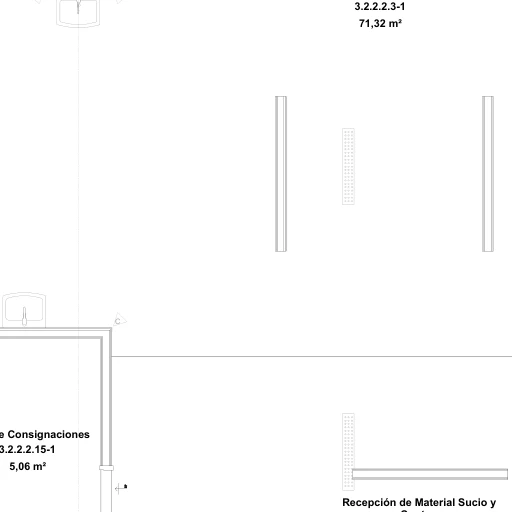 3.2.2.2.3-1
71,32 m²
e Consignaciones
3.2.2.2.15-1
5,06 m²
Recepción de Material Sucio y